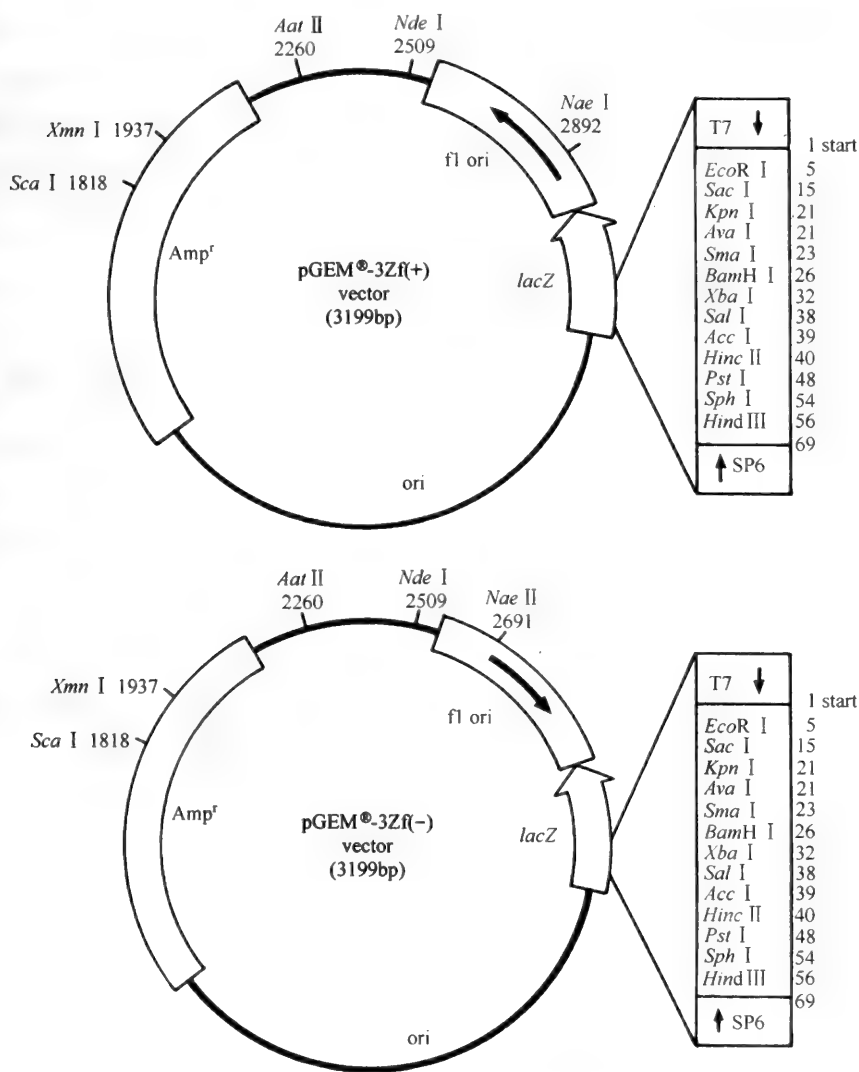 Aat II
2260
Nde I
2509
Nae I
2892
Xmn I 1937
Sca I 1818
f1 ori
Ampʳ
pGEM®-3Zf(+)
vector
(3199bp)
lacZ
ori
T7
1 start
EcoR I 5
Sac I 15
Kpn I 21
Ava I 21
Sma I 23
BamH I 26
Xba I 32
Sal I 38
Acc I 39
Hinc II 40
Pst I 48
Sph I 54
Hind III 56
69
SP6
Aat II
2260
Nde I
2509
Nae II
2691
Xmn I 1937
Sca I 1818
f1 ori
Ampʳ
pGEM®-3Zf(−)
vector
(3199bp)
lacZ
ori
T7
1 start
EcoR I 5
Sac I 15
Kpn I 21
Ava I 21
Sma I 23
BamH I 26
Xba I 32
Sal I 38
Acc I 39
Hinc II 40
Pst I 48
Sph I 54
Hind III 56
69
SP6